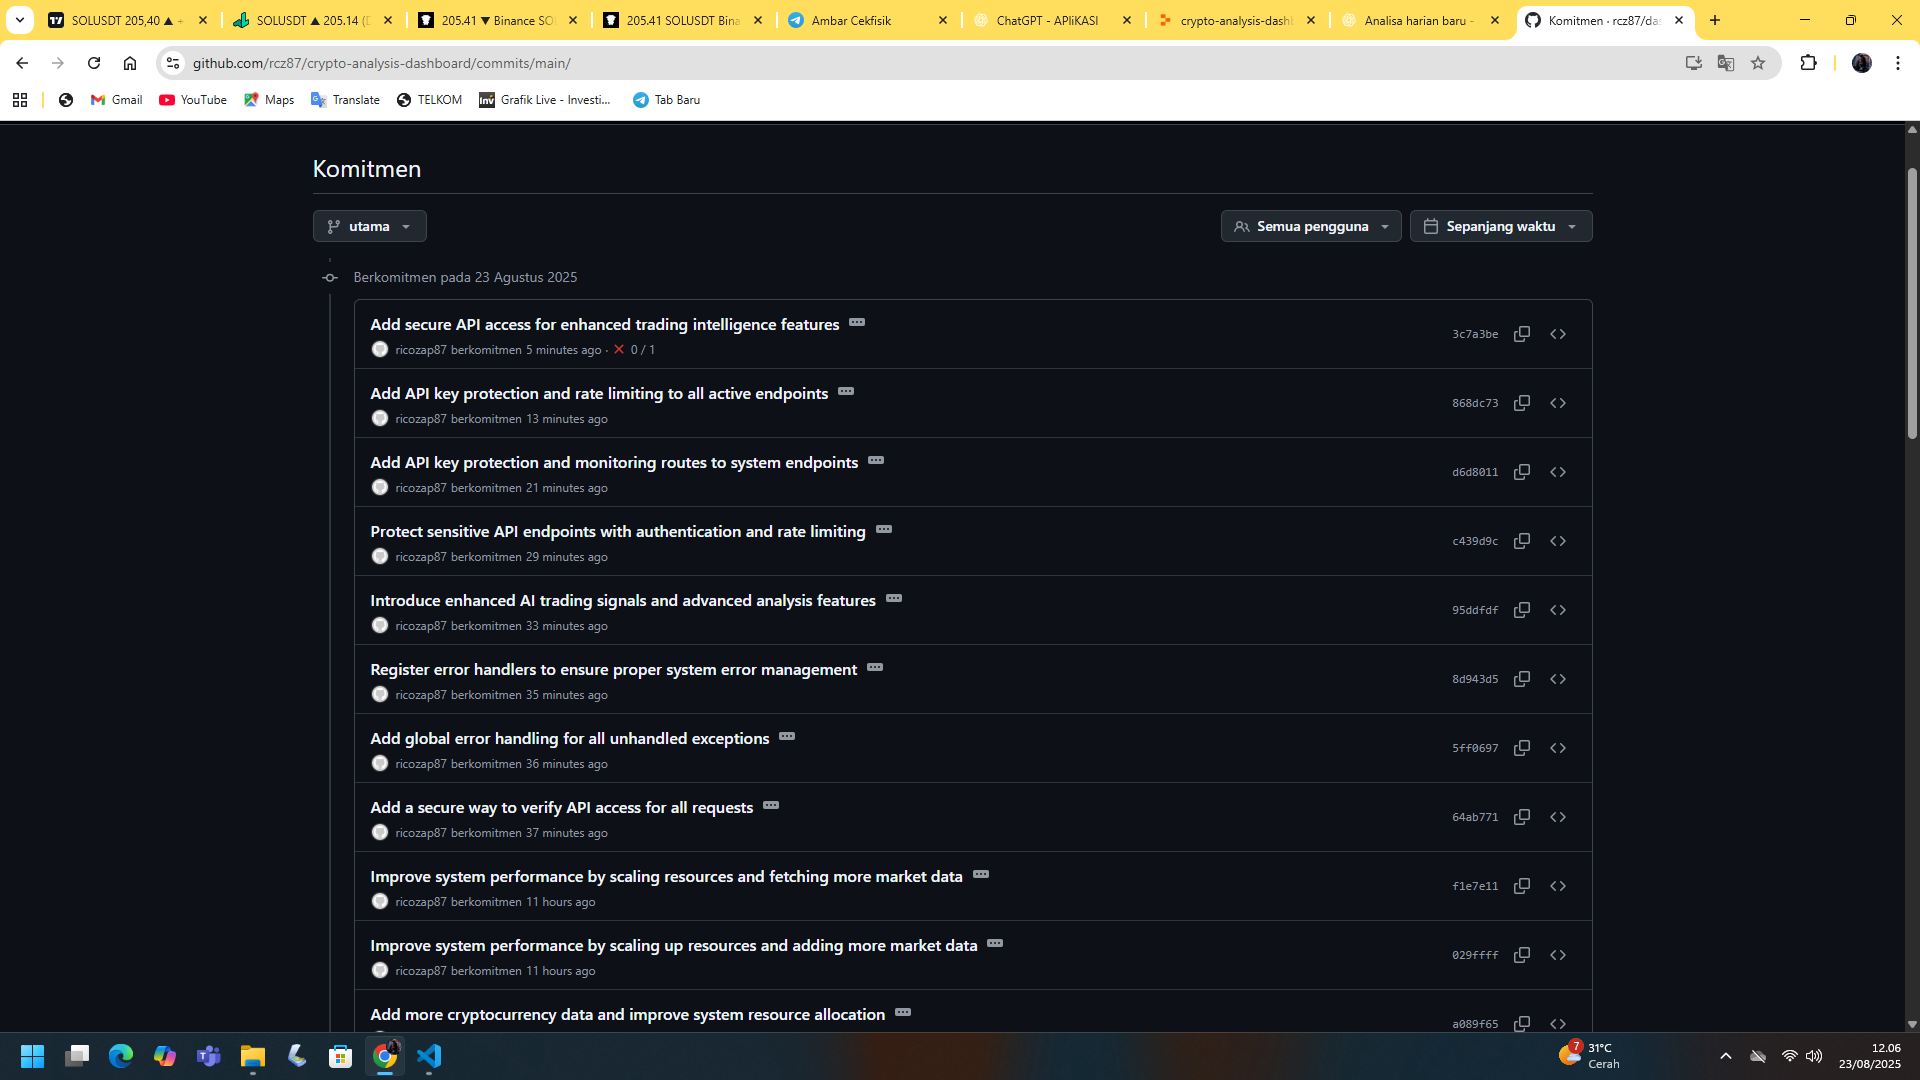 SOLUSDT 205,40 ▲ +
SOLUSDT ▲ 205.14 (
205.41 ▼ Binance SO
205.41 SOLUSDT Bina
Ambar Cekfisik
ChatGPT - APliKASI
crypto-analysis-dash
Analisa harian baru -
Komitmen · rcz87/das
github.com/rcz87/crypto-analysis-dashboard/commits/main/
Gmail
YouTube
Maps
Translate
TELKOM
Inv
Grafik Live - Investi...
Tab Baru
Komitmen
utama
Semua pengguna
Sepanjang waktu
Berkomitmen pada 23 Agustus 2025
Add secure API access for enhanced trading intelligence features
3c7a3be
ricozap87 berkomitmen 5 minutes ago · ✕ 0 / 1
Add API key protection and rate limiting to all active endpoints
868dc73
ricozap87 berkomitmen 13 minutes ago
Add API key protection and monitoring routes to system endpoints
d6d8011
ricozap87 berkomitmen 21 minutes ago
Protect sensitive API endpoints with authentication and rate limiting
c439d9c
ricozap87 berkomitmen 29 minutes ago
Introduce enhanced AI trading signals and advanced analysis features
95ddfdf
ricozap87 berkomitmen 33 minutes ago
Register error handlers to ensure proper system error management
8d943d5
ricozap87 berkomitmen 35 minutes ago
Add global error handling for all unhandled exceptions
5ff0697
ricozap87 berkomitmen 36 minutes ago
Add a secure way to verify API access for all requests
64ab771
ricozap87 berkomitmen 37 minutes ago
Improve system performance by scaling resources and fetching more market data
f1e7e11
ricozap87 berkomitmen 11 hours ago
Improve system performance by scaling up resources and adding more market data
029ffff
ricozap87 berkomitmen 11 hours ago
Add more cryptocurrency data and improve system resource allocation
a089f65
7
31°C
Cerah
12.06
23/08/2025